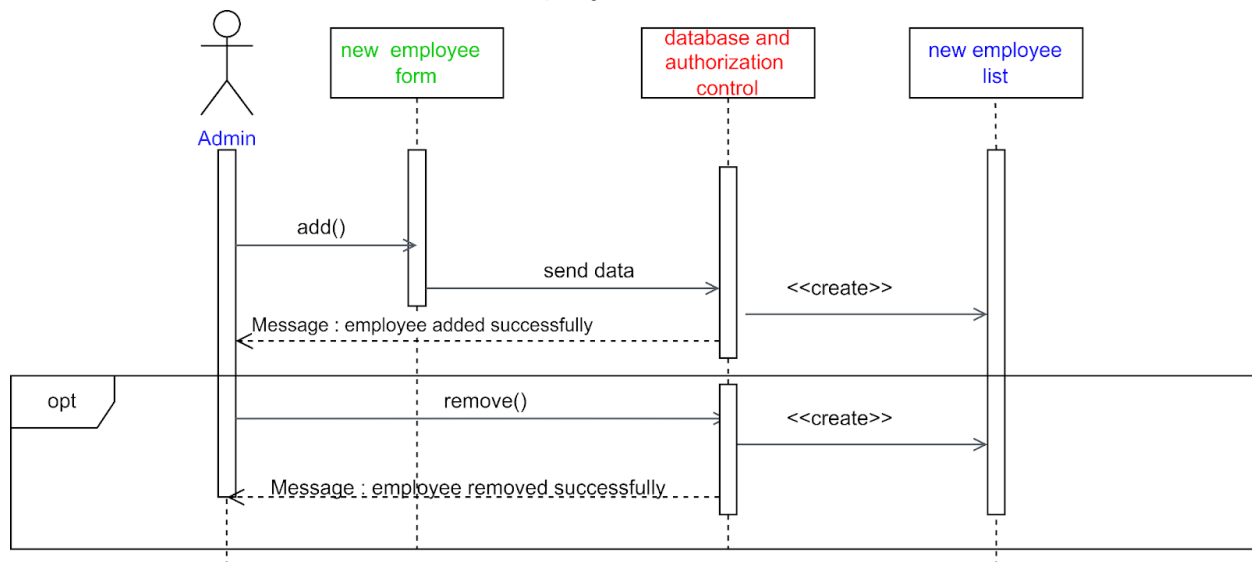 new  employee
form
database and
authorization
control
new employee
list
Admin
add()
send data
<<create>>
Message : employee added successfully
opt
remove()
<<create>>
Message : employee removed successfully